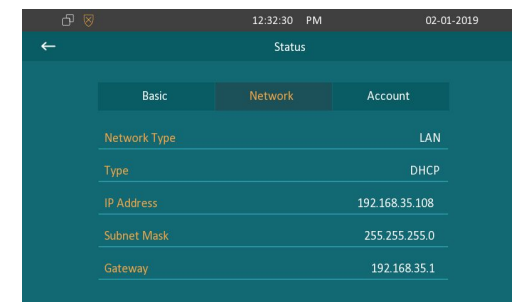 12:32:30 PM 02-01-2019
Status
Basic Network Account
Network Type LAN
Type DHCP
IP Address 192.168.35.108
Subnet Mask 255.255.255.0
Gateway 192.168.35.1